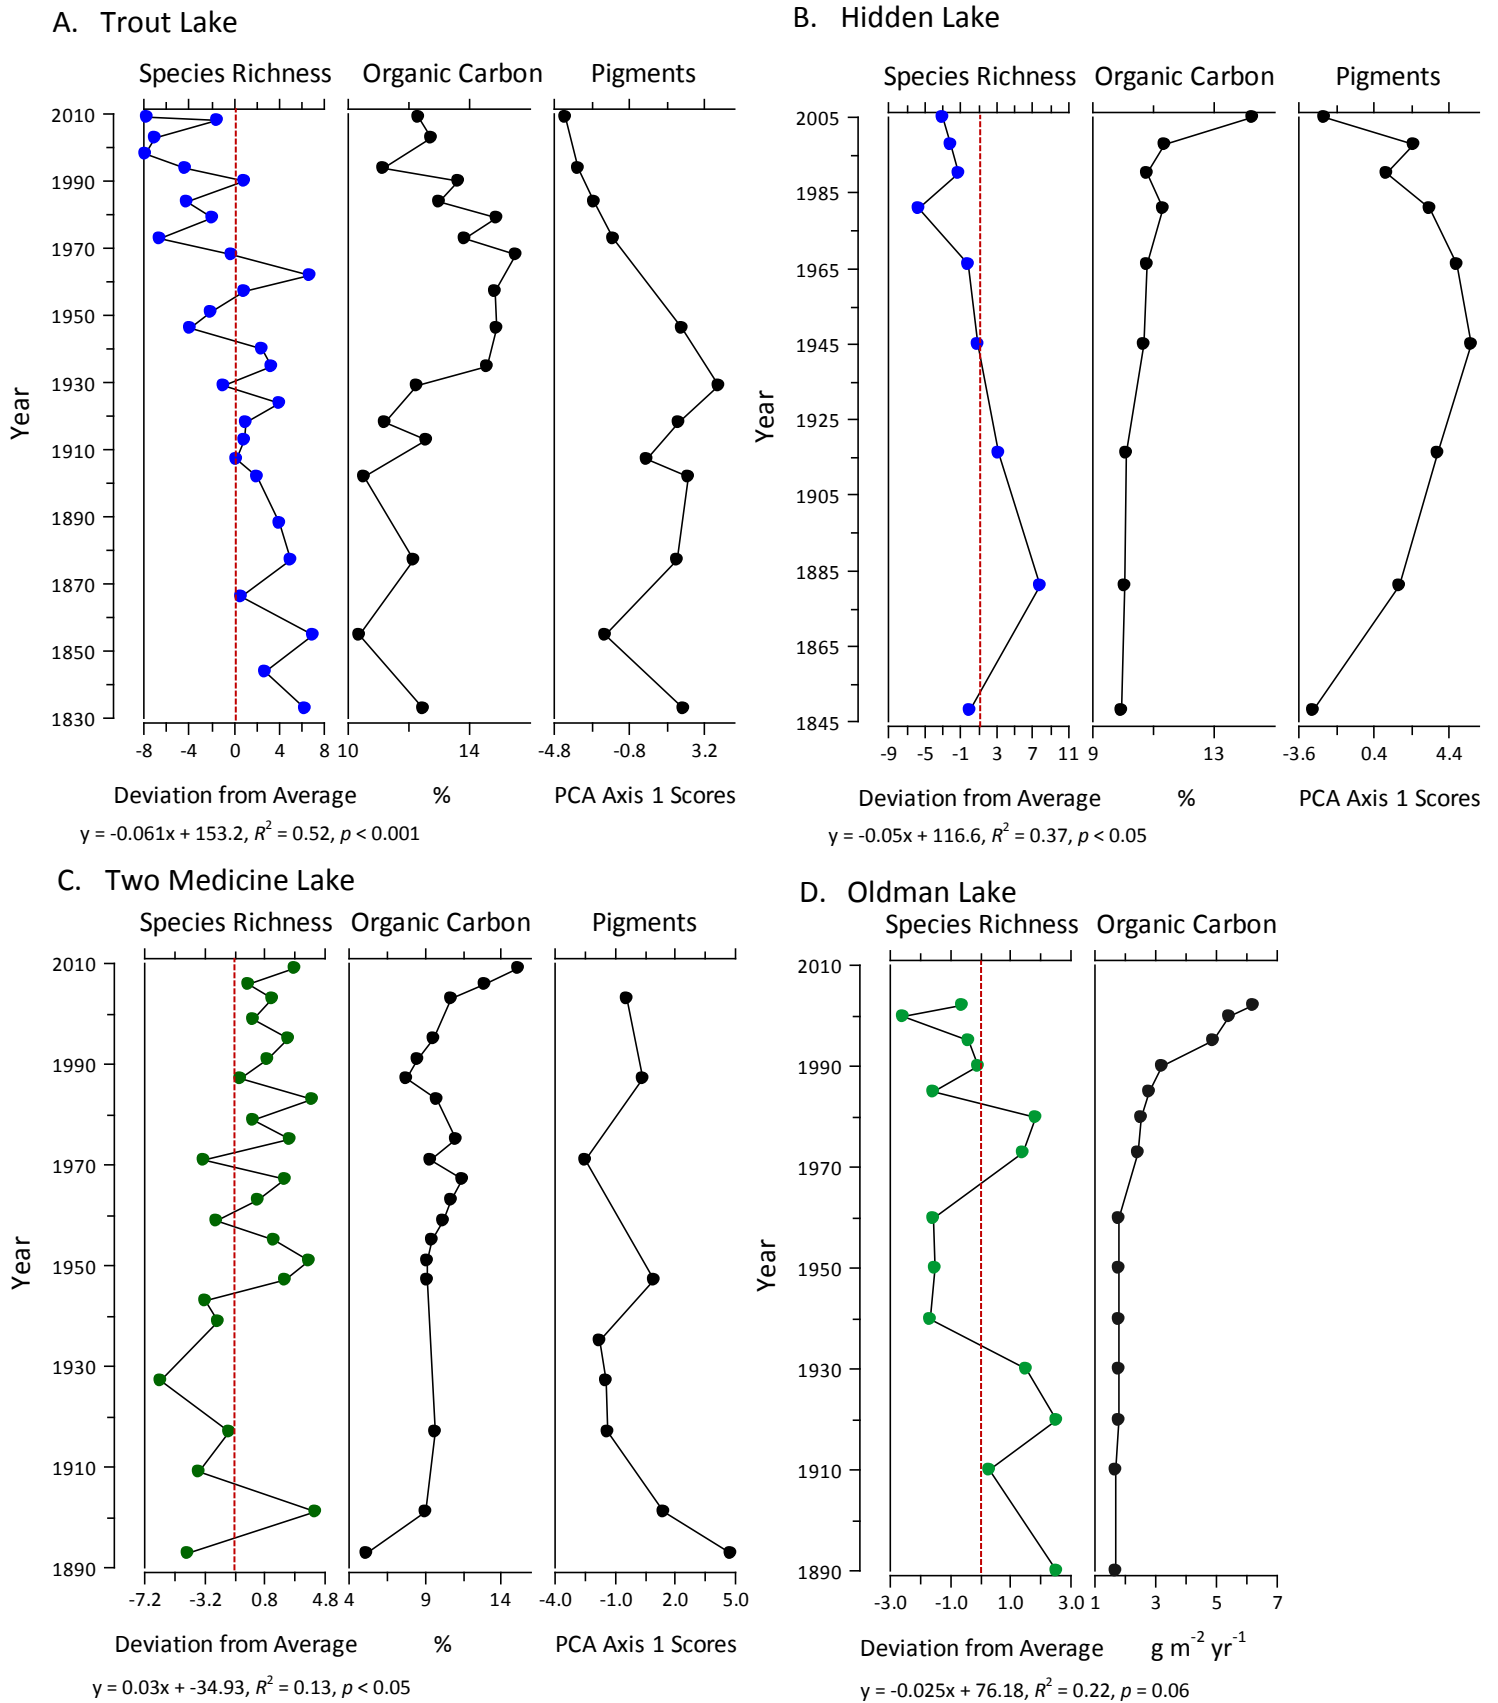 A. Trout Lake
Species Richness Organic Carbon Pigments
2010
1990
1970
1950
1930
1910
1890
1870
1850
1830
Year
-8 -4 0 4 8 10 14 -4.8 -0.8 3.2
Deviation from Average % PCA Axis 1 Scores
y = -0.061x + 153.2, R² = 0.52, p < 0.001
B. Hidden Lake
Species Richness Organic Carbon Pigments
2005
1985
1965
1945
1925
1905
1885
1865
1845
Year
-9 -5 -1 3 7 11 9 13 -3.6 0.4 4.4
Deviation from Average % PCA Axis 1 Scores
y = -0.05x + 116.6, R² = 0.37, p < 0.05
C. Two Medicine Lake
Species Richness Organic Carbon Pigments
2010
1990
1970
1950
1930
1910
1890
Year
-7.2 -3.2 0.8 4.8 4 9 14 -4.0 -1.0 2.0 5.0
Deviation from Average % PCA Axis 1 Scores
y = 0.03x + -34.93, R² = 0.13, p < 0.05
D. Oldman Lake
Species Richness Organic Carbon
2010
1990
1970
1950
1930
1910
1890
Year
-3.0 -1.0 1.0 3.0 1 3 5 7
Deviation from Average g m⁻² yr⁻¹
y = -0.025x + 76.18, R² = 0.22, p = 0.06